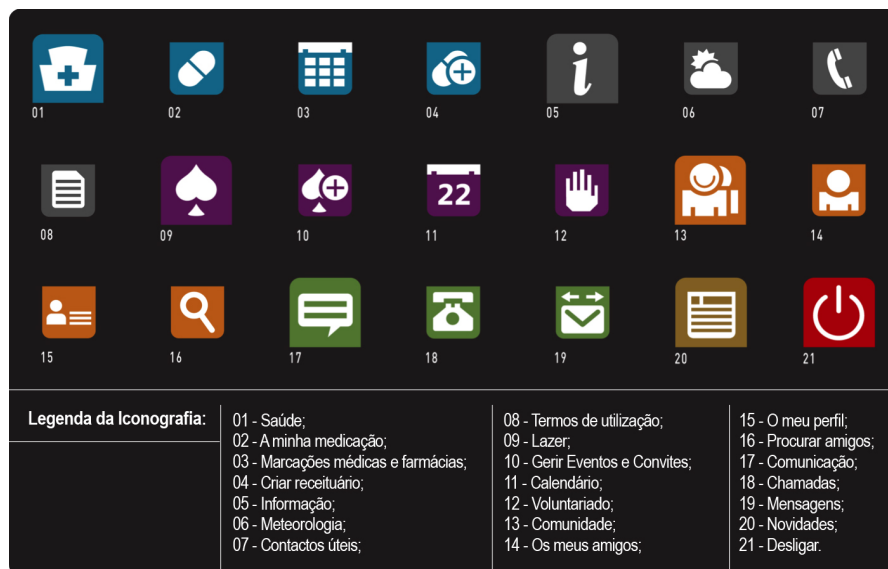 01 02 03 04 05 06 07
22
08 09 10 11 12 13 14
15 16 17 18 19 20 21
Legenda da Iconografia:
01 - Saúde;
02 - A minha medicação;
03 - Marcações médicas e farmácias;
04 - Criar receituário;
05 - Informação;
06 - Meteorologia;
07 - Contactos úteis;
08 - Termos de utilização;
09 - Lazer;
10 - Gerir Eventos e Convites;
11 - Calendário;
12 - Voluntariado;
13 - Comunidade;
14 - Os meus amigos;
15 - O meu perfil;
16 - Procurar amigos;
17 - Comunicação;
18 - Chamadas;
19 - Mensagens;
20 - Novidades;
21 - Desligar.